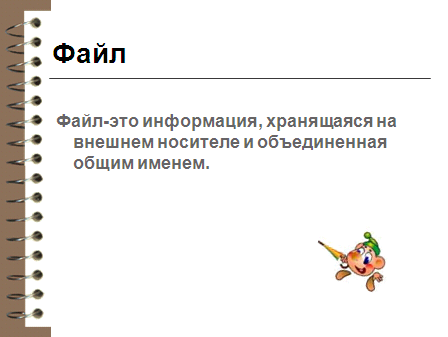 Файл
Файл-это информация, хранящаяся на
внешнем носителе и объединенная
общим именем.